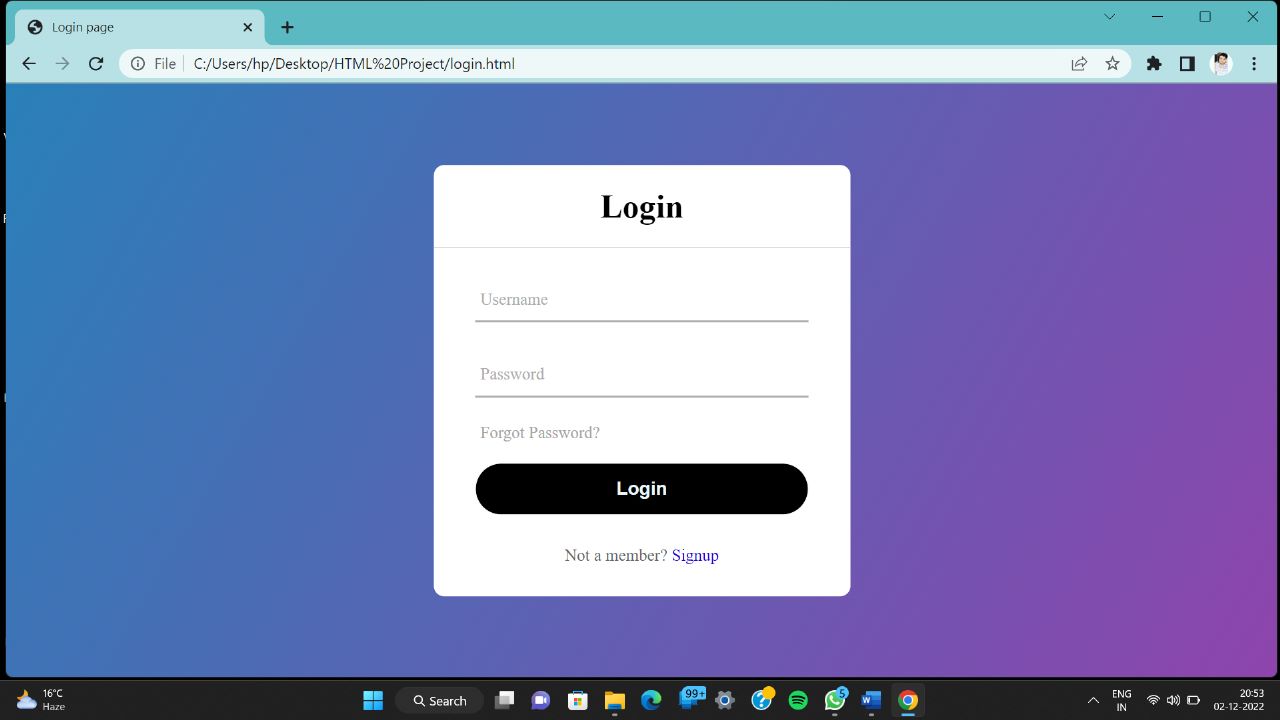 Login page
File C:/Users/hp/Desktop/HTML%20Project/login.html
Login
Username
Password
Forgot Password?
Login
Not a member? Signup
16°C
Haze
Search
99+
5
W
ENG
IN
20:53
02-12-2022